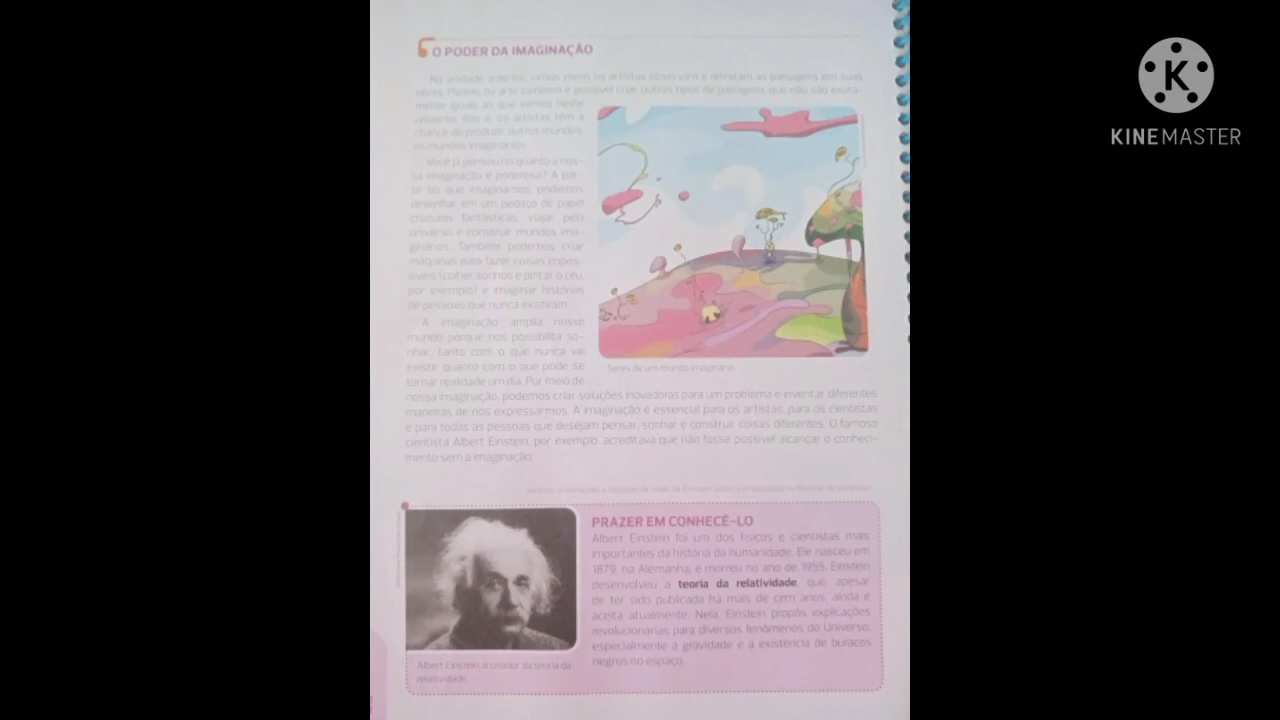 O PODER DA IMAGINAÇÃO
Na unidade anterior, vimos como os artistas observam e retratam as paisagens em suas
obras. Porém, na arte também é possível criar outros tipos de paisagem, que não são exata-
mente iguais às que vemos neste
universo. Isto é, os artistas têm a
chance de produzir outros mundos,
os mundos imaginários.
Você já pensou no quanto a nos-
sa imaginação é poderosa? A par-
tir do que imaginamos, podemos
desenhar em um pedaço de papel
criaturas fantásticas, viajar pelo
universo e construir mundos ima-
ginários. Também podemos criar
máquinas para fazer coisas impos-
síveis (colher sonhos e pintar o céu,
por exemplo) e imaginar histórias
de pessoas que nunca existiram.
A imaginação amplia nosso
mundo porque nos possibilita so-
nhar, tanto com o que nunca vai
existir quanto com o que pode se
tornar realidade um dia. Por meio de
nossa imaginação, podemos criar soluções inovadoras para um problema e inventar diferentes
maneiras de nos expressarmos. A imaginação é essencial para os artistas, para os cientistas
e para todas as pessoas que desejam pensar, sonhar e construir coisas diferentes. O famoso
cientista Albert Einstein, por exemplo, acreditava que não fosse possível alcançar o conheci-
mento sem a imaginação.
Seres de um mundo imaginário.
PRAZER EM CONHECÊ-LO
Albert Einstein foi um dos físicos e cientistas mais
importantes da história da humanidade. Ele nasceu em
1879, na Alemanha, e morreu no ano de 1955. Einstein
desenvolveu a teoria da relatividade, que, apesar
de ter sido publicada há mais de cem anos, ainda é
aceita atualmente. Nela, Einstein propôs explicações
revolucionárias para diversos fenômenos do Universo,
especialmente a gravidade e a existência de buracos
negros no espaço.
Albert Einstein, o criador da teoria da
relatividade.
K
KINEMASTER